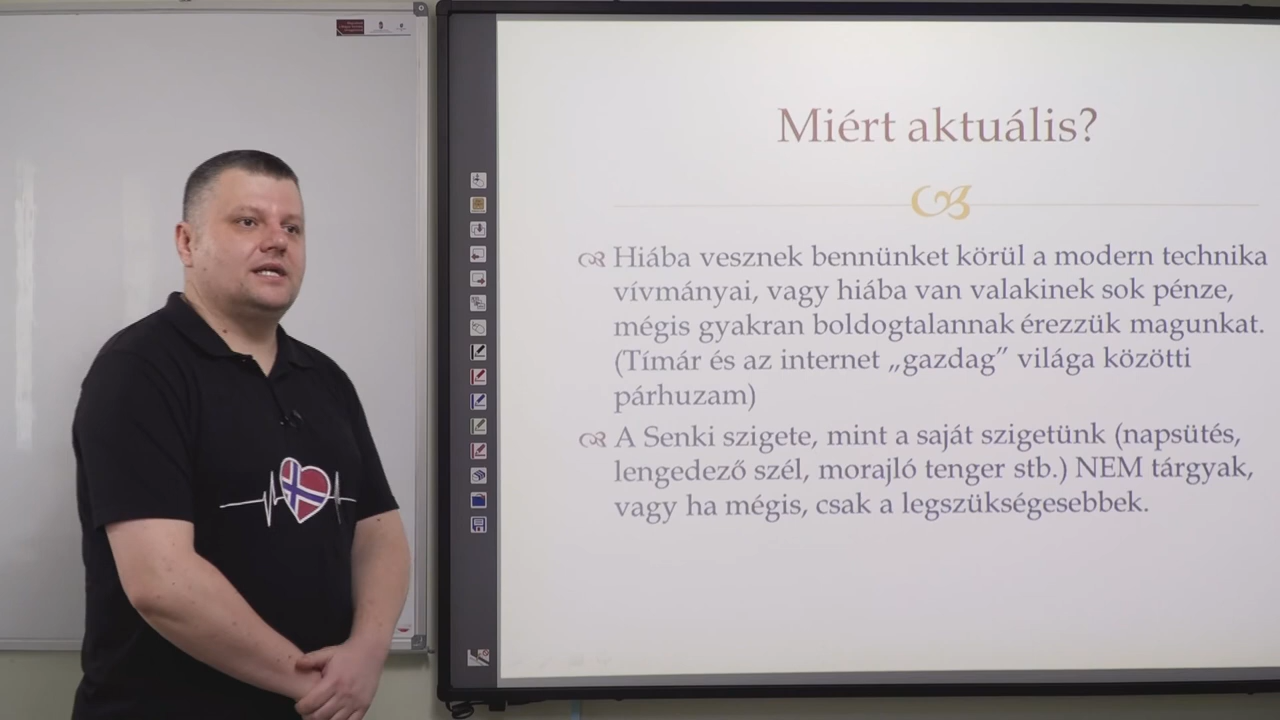 Miért aktuális?
Hiába vesznek bennünket körül a modern technika
vívmányai, vagy hiába van valakinek sok pénze,
mégis gyakran boldogtalannak érezzük magunkat.
(Tímár és az internet „gazdag” világa közötti
párhuzam)
A Senki szigete, mint a saját szigetünk (napsütés,
lengedező szél, morajló tenger stb.) NEM tárgyak,
vagy ha mégis, csak a legszükségesebbek.